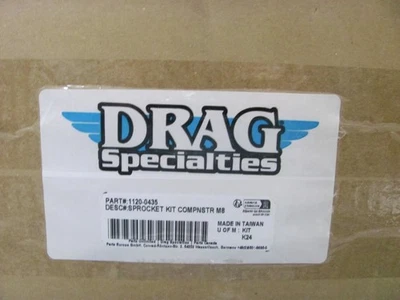 DRAG
Specialties
PART#:1120-0435
DESC#:SPROCKET KIT COMPNSTR M8
MADE IN TAIWAN
U OF M: KIT
K24